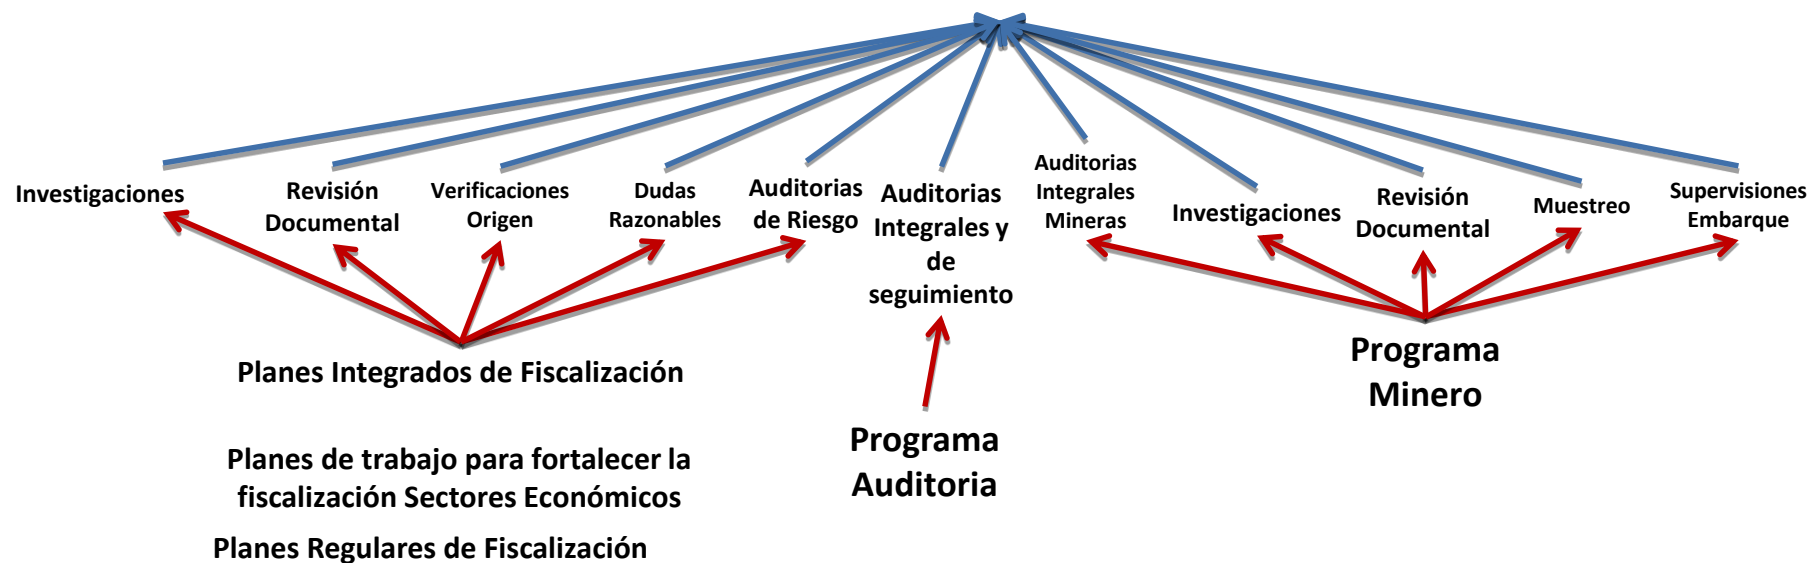 Investigaciones
Revisión
Documental
Verificaciones
Origen
Dudas
Razonables
Auditorias
de Riesgo
Auditorias
Integrales y
de
seguimiento
Auditorias
Integrales
Mineras
Investigaciones
Revisión
Documental
Muestreo
Supervisiones
Embarque
Planes Integrados de Fiscalización
Planes de trabajo para fortalecer la
fiscalización Sectores Económicos
Planes Regulares de Fiscalización
Programa
Auditoria
Programa
Minero